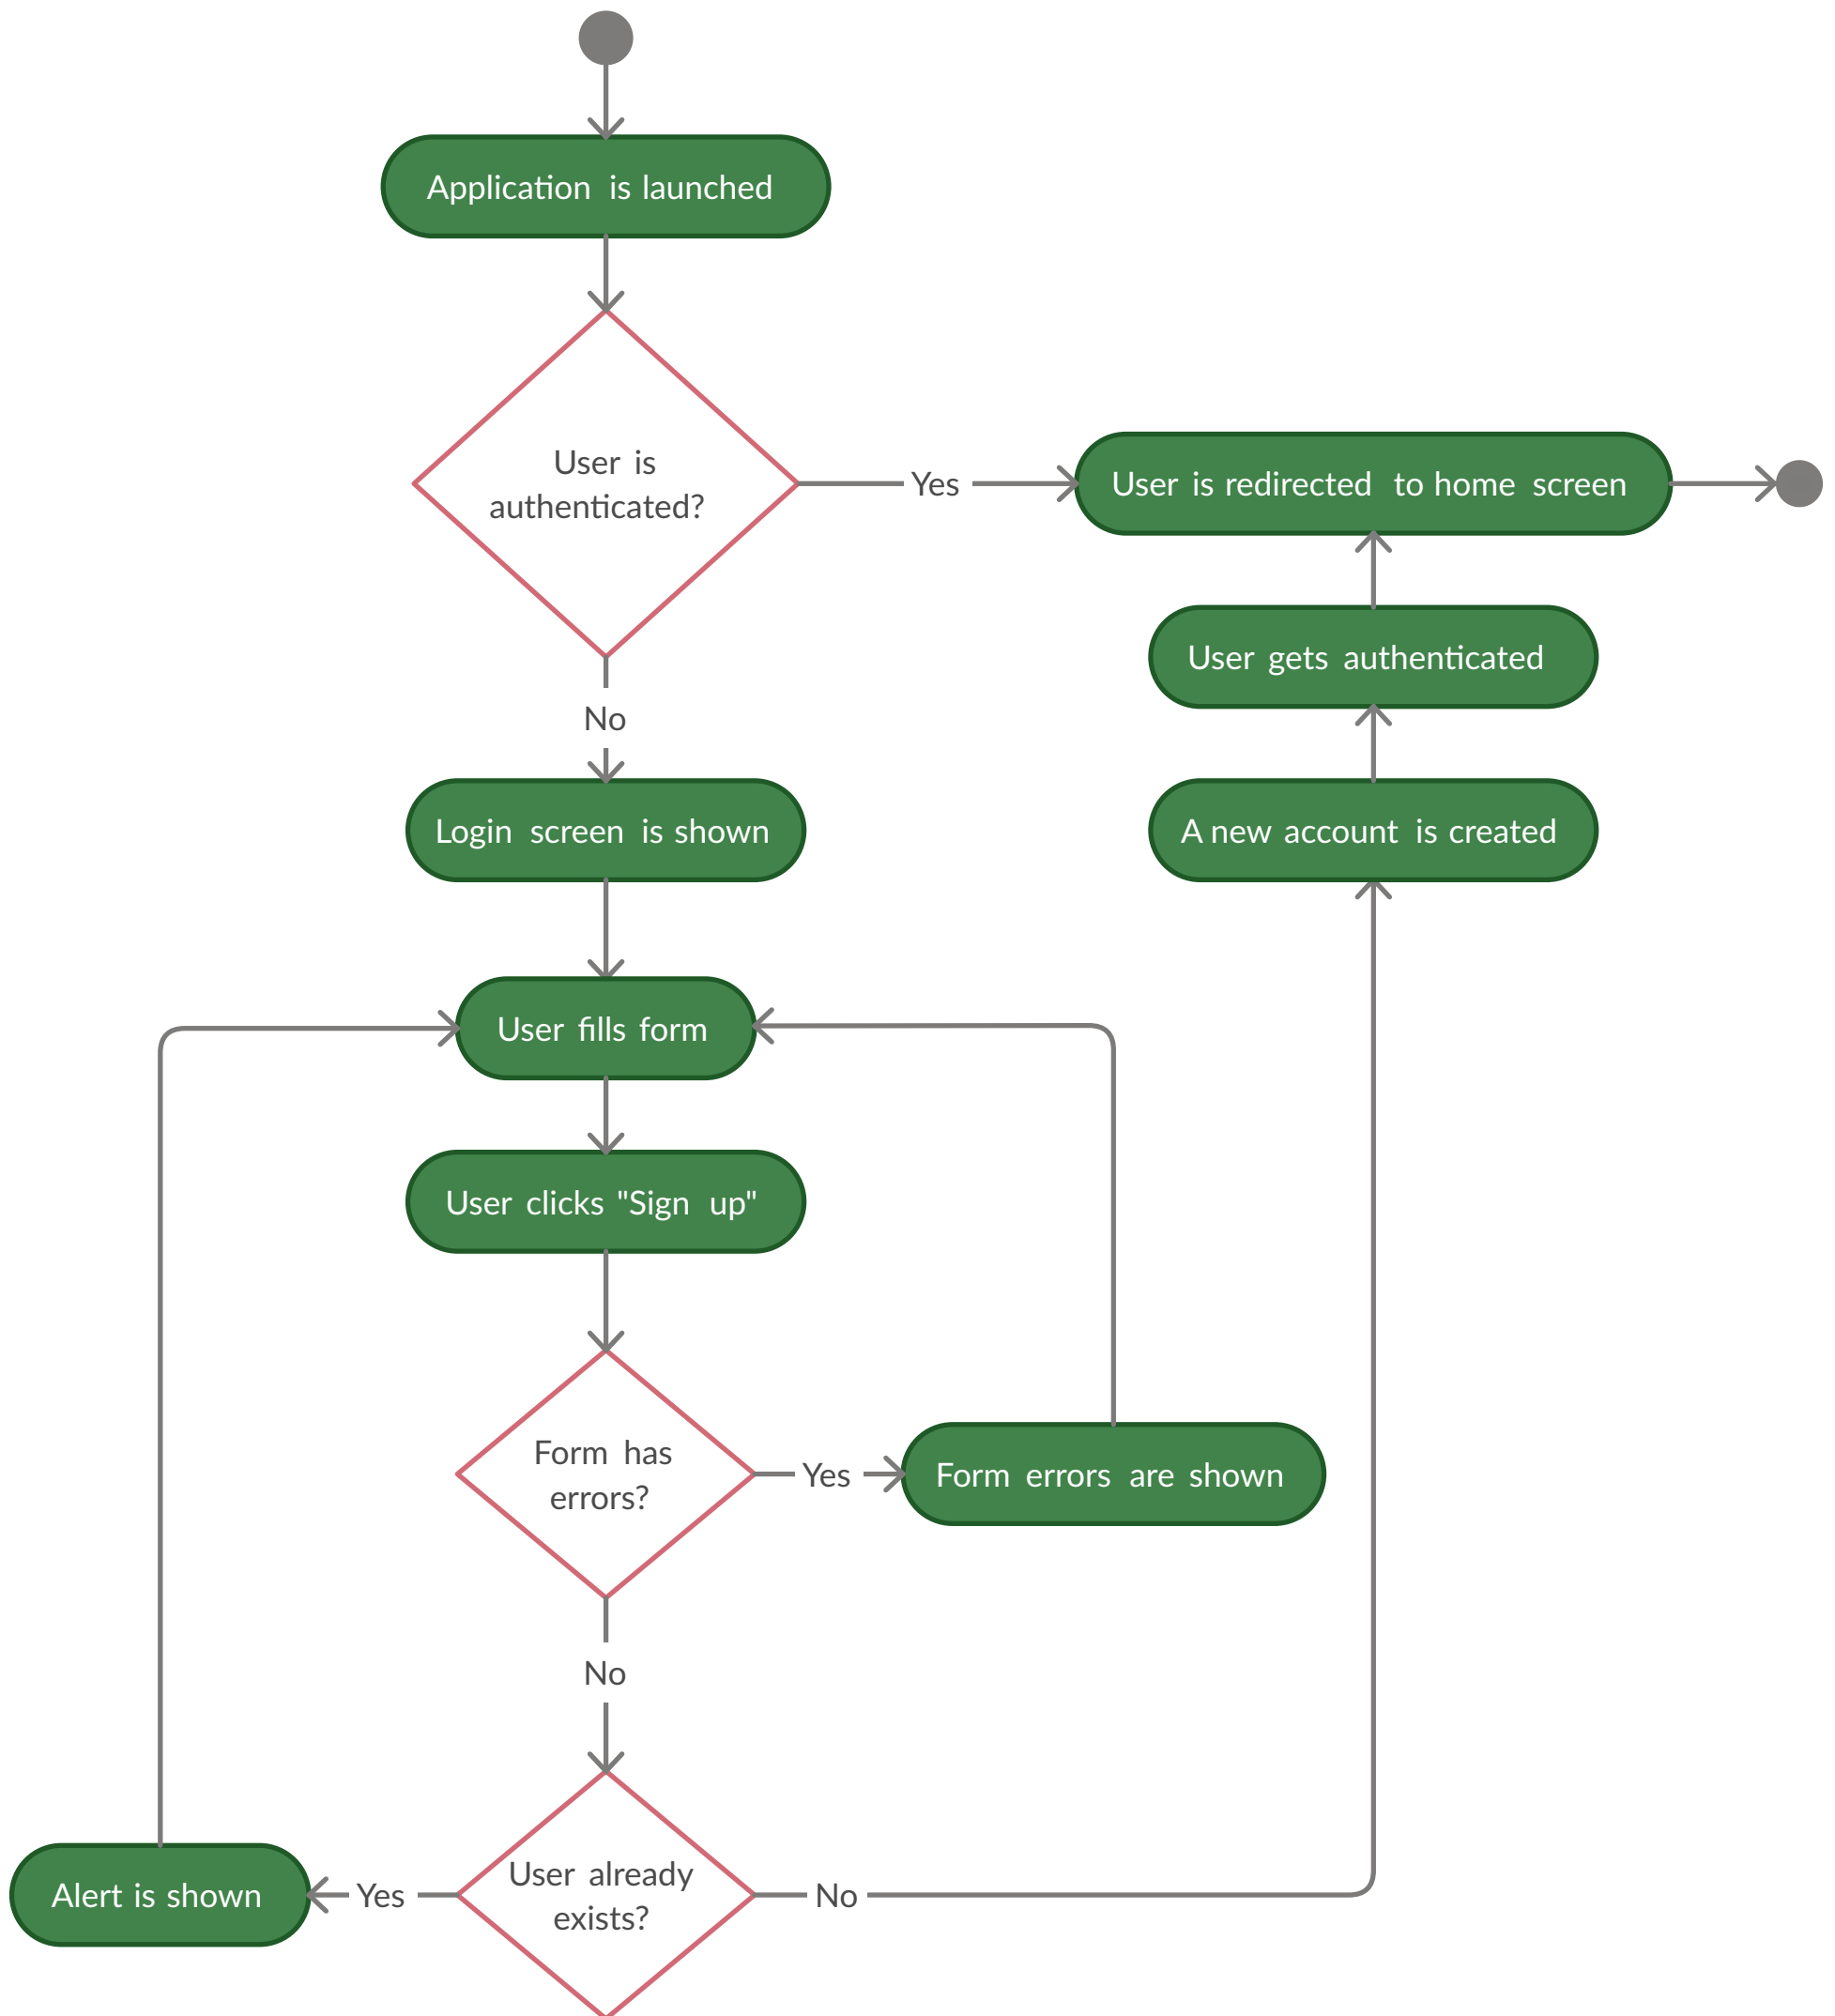 Application is launched
User is
authenticated?
Yes
User is redirected to home screen
User gets authenticated
No
Login screen is shown
A new account is created
User fills form
User clicks "Sign up"
Form has
errors?
Yes
Form errors are shown
No
User already
exists?
Yes
Alert is shown
No